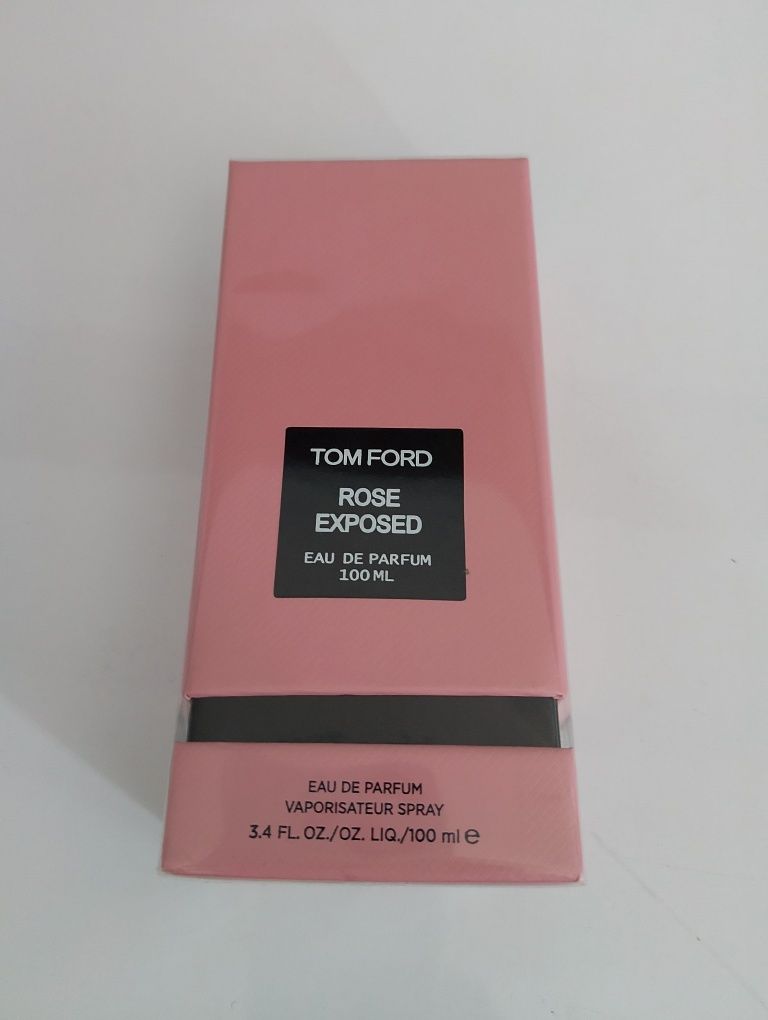 TOM FORD
ROSE
EXPOSED
EAU DE PARFUM
100 ML
EAU DE PARFUM
VAPORISATEUR SPRAY
3.4 FL. OZ./OZ. LIQ./100 ml ℮